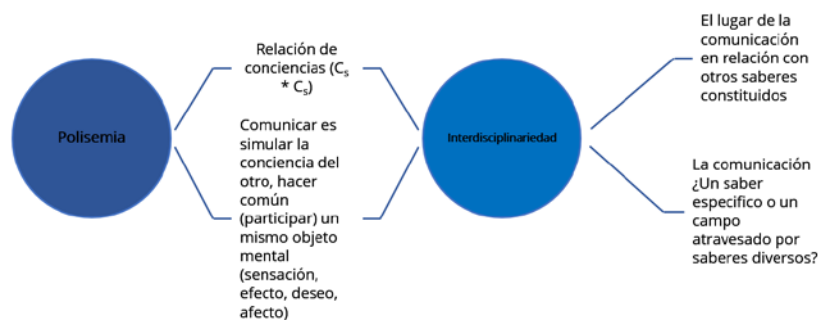 Polisemia
Relación de
conciencias (Cs
* Cs)
Comunicar es
simular la
conciencia del
otro, hacer
común
(participar) un
mismo objeto
mental
(sensación,
efecto, deseo,
afecto)
Interdisciplinariedad
El lugar de la
comunicación
en relación con
otros saberes
constituidos
La comunicación
¿Un saber
especifico o un
campo
atravesado por
saberes diversos?